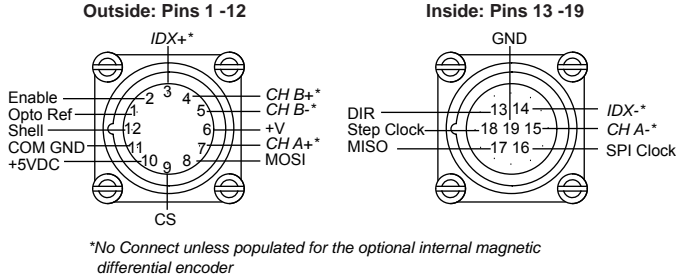 Outside: Pins 1 -12
IDX+*
Enable
Opto Ref
Shell
COM GND
+5VDC
1
2
3
4
5
6
7
8
9
10
11
12
CH B+*
CH B-*
+V
CH A+*
MOSI
CS
Inside: Pins 13 -19
GND
DIR
Step Clock
MISO
13 14
18 19 15
17 16
IDX-*
CH A-*
SPI Clock
*No Connect unless populated for the optional internal magnetic
differential encoder